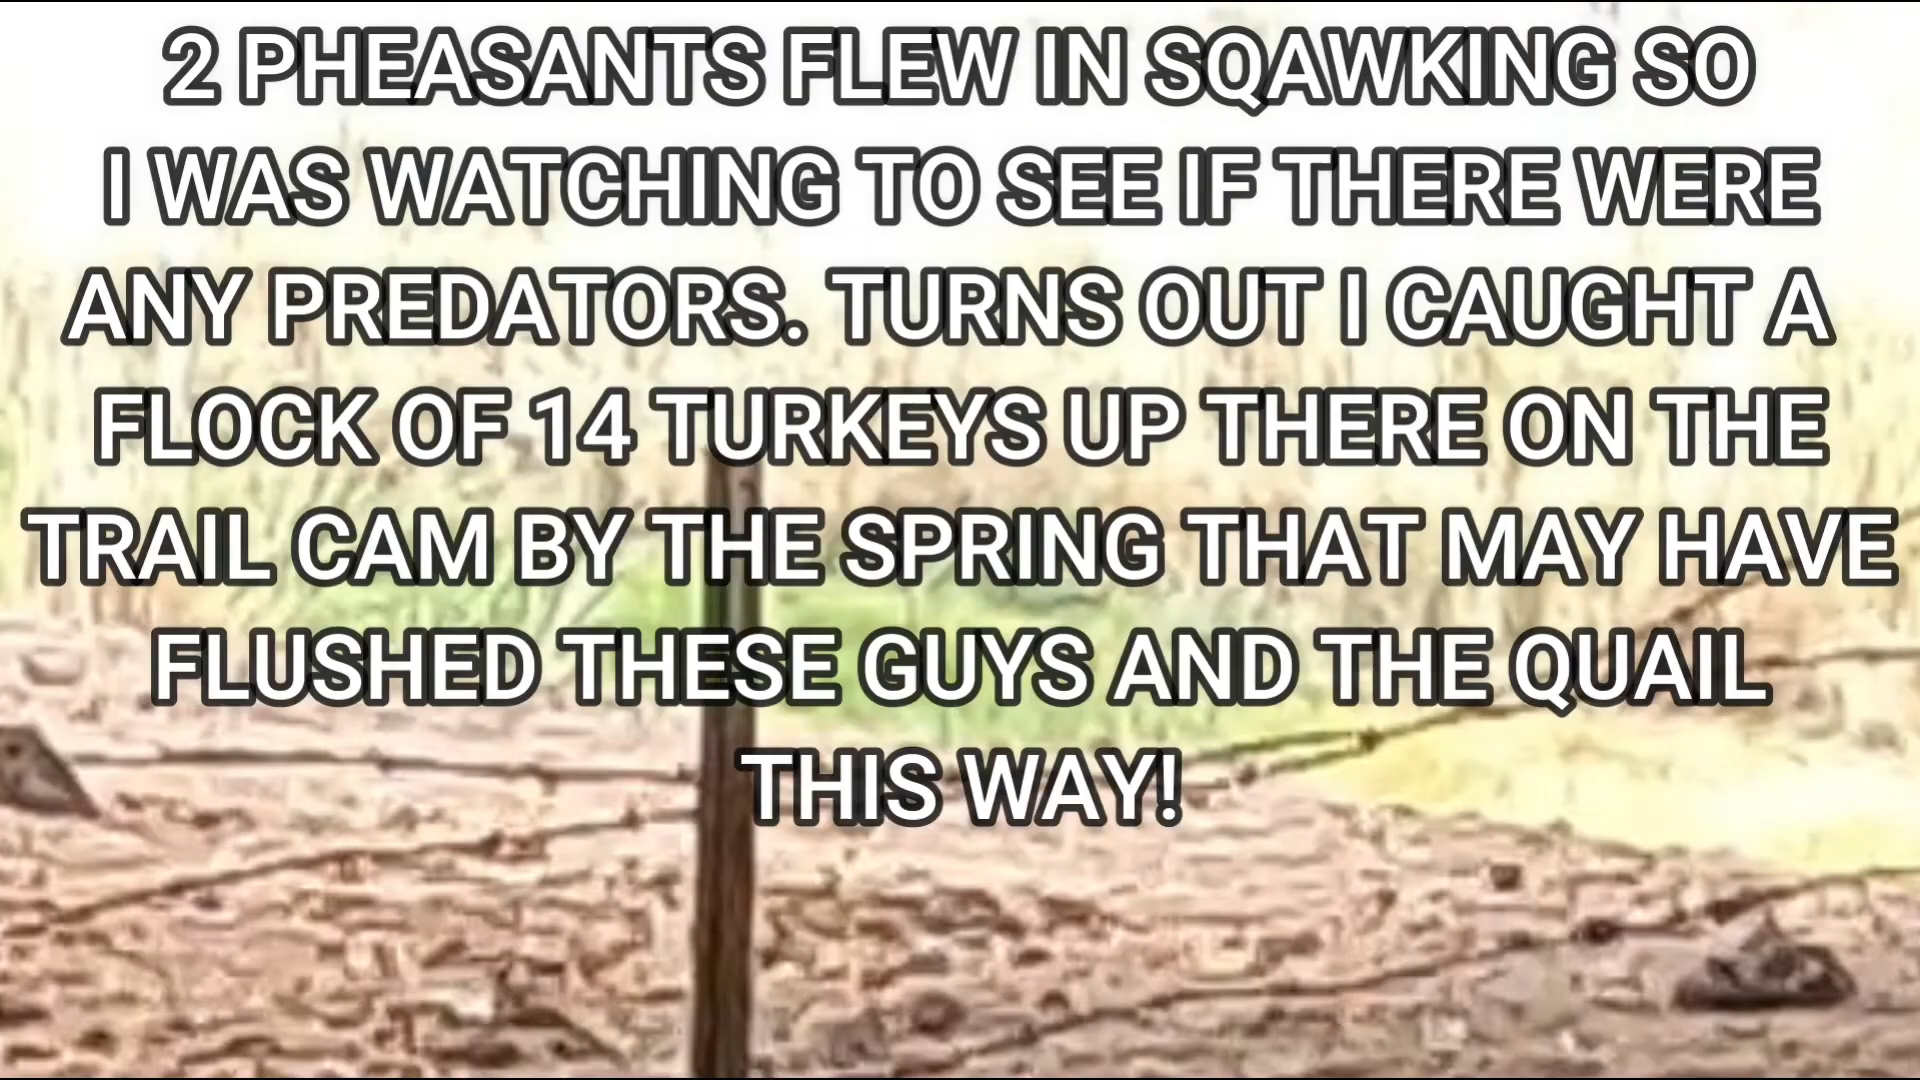 2 PHEASANTS FLEW IN SQAWKING SO
I WAS WATCHING TO SEE IF THERE WERE
ANY PREDATORS. TURNS OUT I CAUGHT A
FLOCK OF 14 TURKEYS UP THERE ON THE
TRAIL CAM BY THE SPRING THAT MAY HAVE
FLUSHED THESE GUYS AND THE QUAIL
THIS WAY!